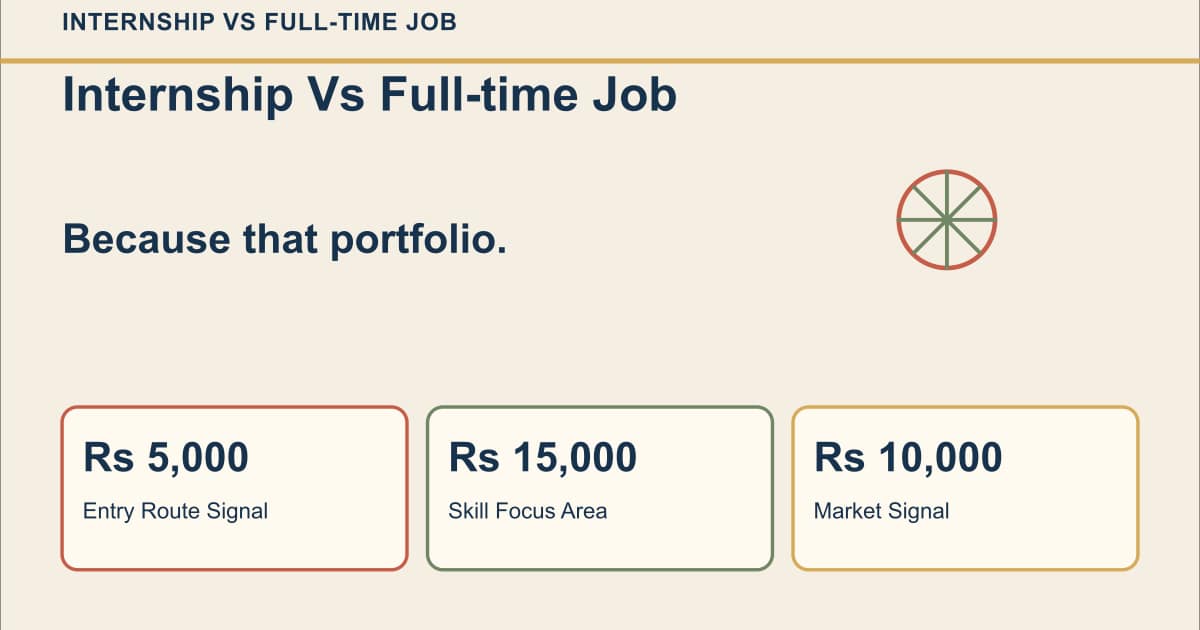 INTERNSHIP VS FULL-TIME JOB
Internship Vs Full-time Job
Because that portfolio.
Rs 5,000
Entry Route Signal
Rs 15,000
Skill Focus Area
Rs 10,000
Market Signal